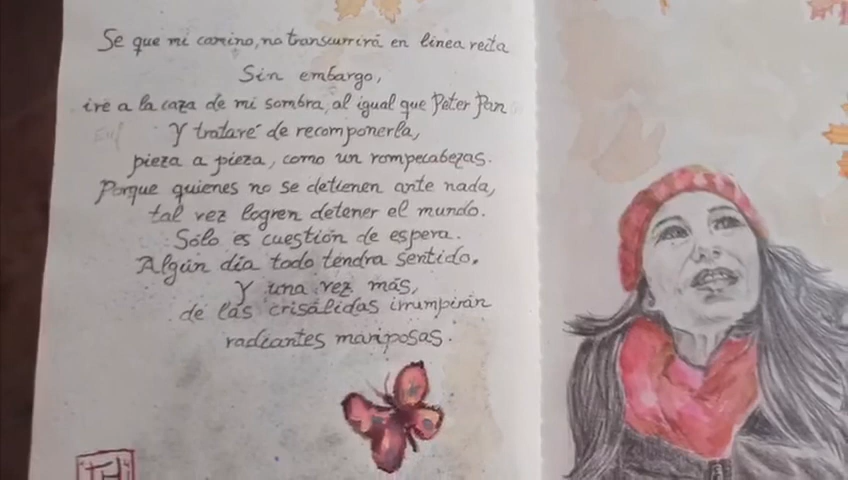 Se que mi camino, no transcurrirá en linea recta
Sin embargo,
ire a la caza de mi sombra, al igual que Peter Pan
Y trataré de recomponerla,
pieza a pieza, como un rompecabezas.
Porque quienes no se detienen ante nada,
tal vez logren detener el mundo.
Sólo es cuestión de espera.
Algún día todo tendra sentido.
Y una vez más,
de las crisálidas irrumpirán
radiantes mariposas.